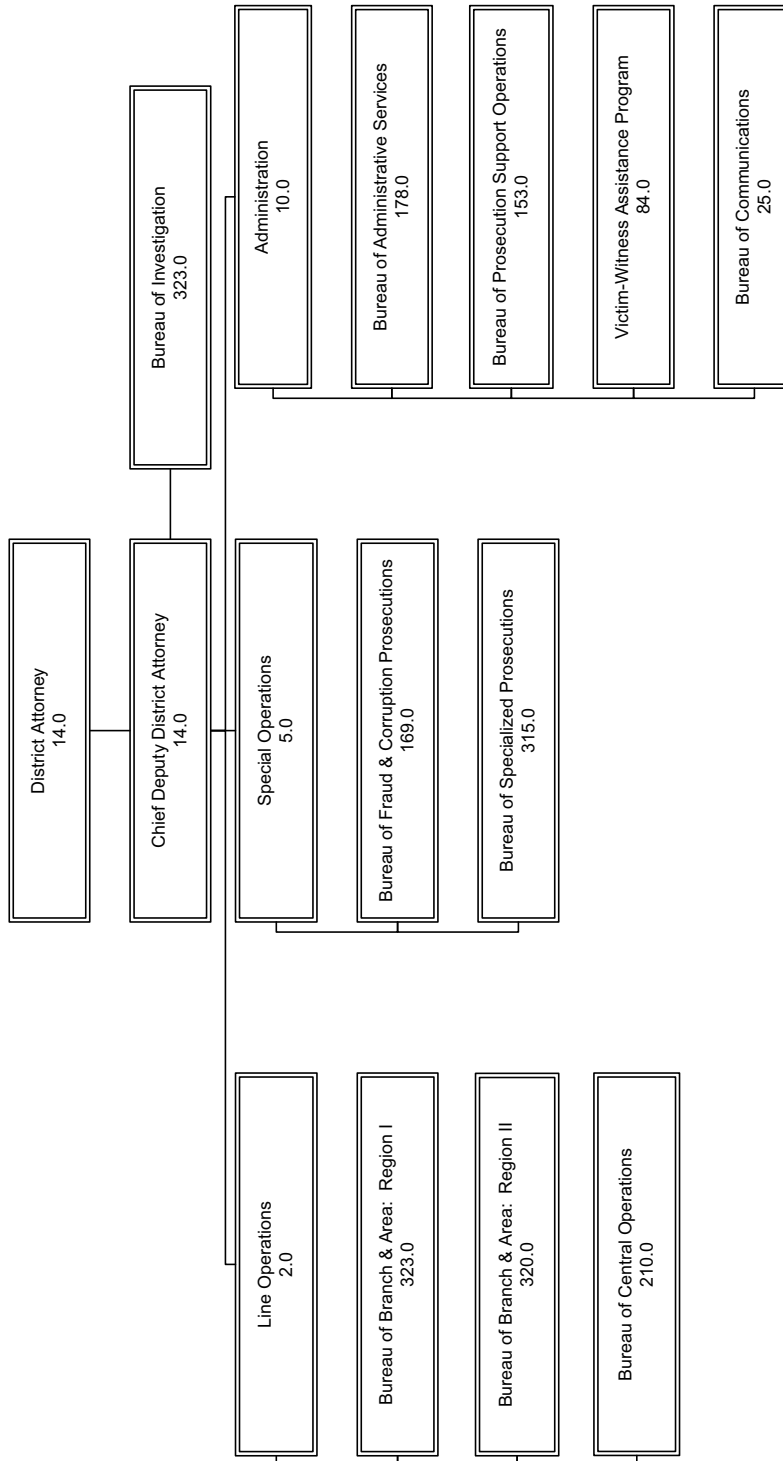 District Attorney
14.0
Chief Deputy District Attorney
14.0
Bureau of Investigation
323.0
Line Operations
2.0
Bureau of Branch & Area: Region I
323.0
Bureau of Branch & Area: Region II
320.0
Bureau of Central Operations
210.0
Special Operations
5.0
Bureau of Fraud & Corruption Prosecutions
169.0
Bureau of Specialized Prosecutions
315.0
Administration
10.0
Bureau of Administrative Services
178.0
Bureau of Prosecution Support Operations
153.0
Victim-Witness Assistance Program
84.0
Bureau of Communications
25.0